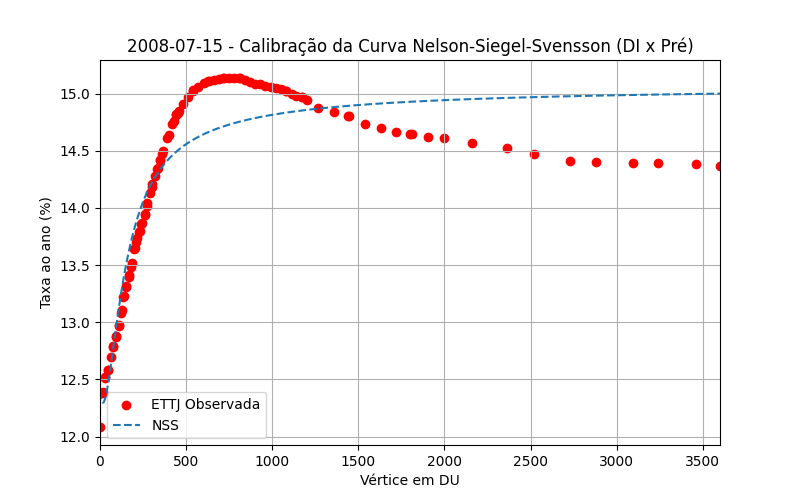 2008-07-15 - Calibração da Curva Nelson-Siegel-Svensson (DI x Pré)
Taxa ao ano (%)
15.0
14.5
14.0
13.5
13.0
12.5
12.0
ETTJ Observada
NSS
0 500 1000 1500 2000 2500 3000 3500
Vértice em DU